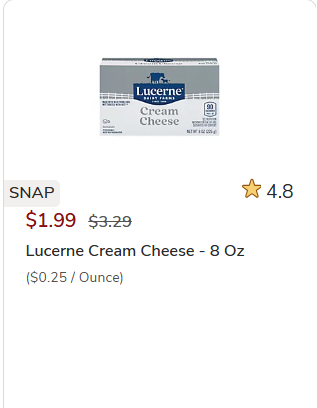 Lucerne
DAIRY FARMS
Cream
Cheese
90
NET WT 8 OZ (226 g)
SNAP
4.8
$1.99 $3.29
Lucerne Cream Cheese - 8 Oz
($0.25 / Ounce)